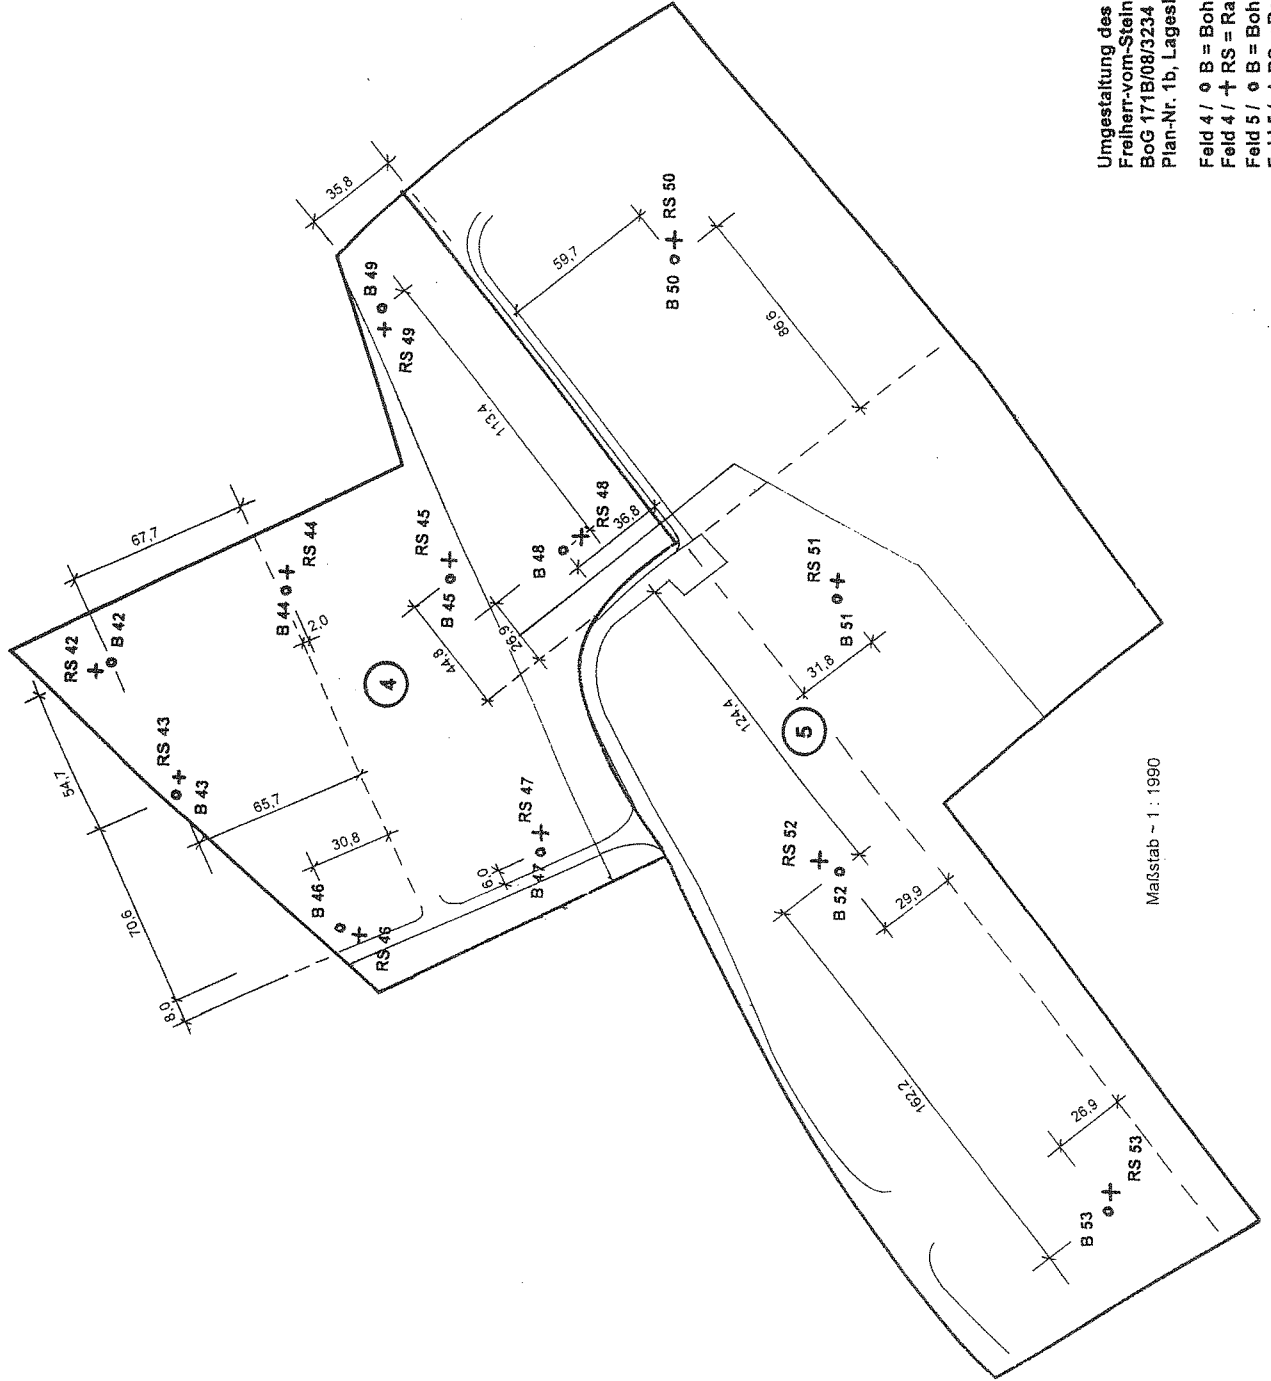 Umgestaltung des
Freiherr-vom-Stein
BoG 171B/08/3234
Plan-Nr. 1b,
Feld 4 / B =
Feld 4 / RS =
Feld 5 / B =
35,8
67,7
RS 42
B 42
B 49
RS 49
RS 50
B 50
59,7
86,6
113,4
RS 44
B 44
2,0
RS 45
B 45
RS 48
B 48
36,8
44,8
26,9
4
54,7
RS 43
B 43
65,7
30,8
70,6
8,0
B 46
RS 46
RS 47
B 47
6,0
RS 51
B 51
31,8
124,4
5
RS 52
B 52
29,9
162,2
26,9
RS 53
B 53
Maßstab ~ 1 : 1990